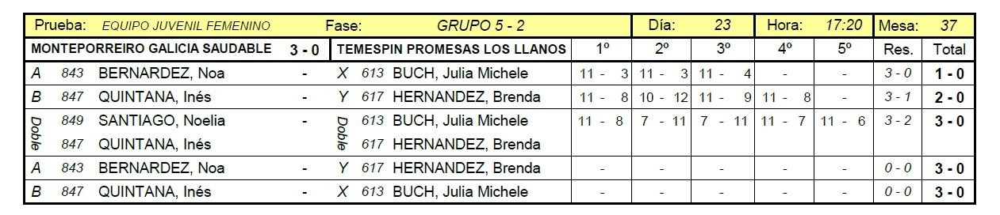 Prueba: EQUIPO JUVENIL FEMENINO Fase: GRUPO 5 - 2 Día: 23 Hora: 17:20 Mesa: 37
MONTEPORREIRO GALICIA SAUDABLE 3 - 0 TEMESPIN PROMESAS LOS LLANOS 1º 2º 3º 4º 5º Res. Total
A 843 BERNARDEZ, Noa - X 613 BUCH, Julia Michele 11 - 3 11 - 3 11 - 4 - - 3 - 0 1 - 0
B 847 QUINTANA, Inés - Y 617 HERNANDEZ, Brenda 11 - 8 10 - 12 11 - 9 11 - 8 - 3 - 1 2 - 0
Doble 849 SANTIAGO, Noelia - Doble 613 BUCH, Julia Michele 11 - 8 7 - 11 7 - 11 11 - 7 11 - 6 3 - 2 3 - 0
847 QUINTANA, Inés - 617 HERNANDEZ, Brenda
A 843 BERNARDEZ, Noa - Y 617 HERNANDEZ, Brenda - - - - - 0 - 0 3 - 0
B 847 QUINTANA, Inés - X 613 BUCH, Julia Michele - - - - - 0 - 0 3 - 0